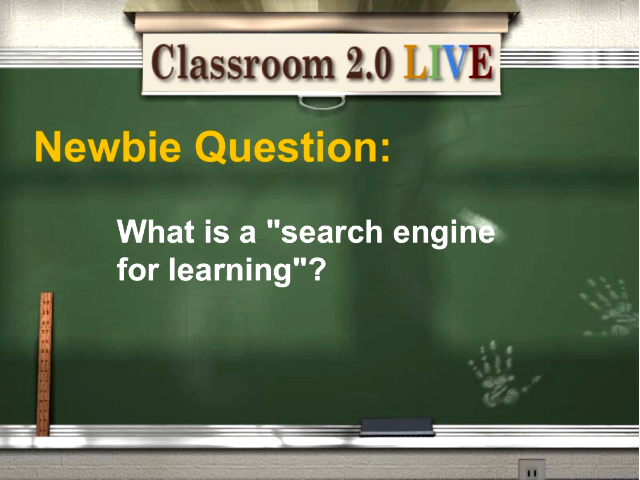 Classroom 2.0 LIVE
Newbie Question:
What is a "search engine
for learning"?